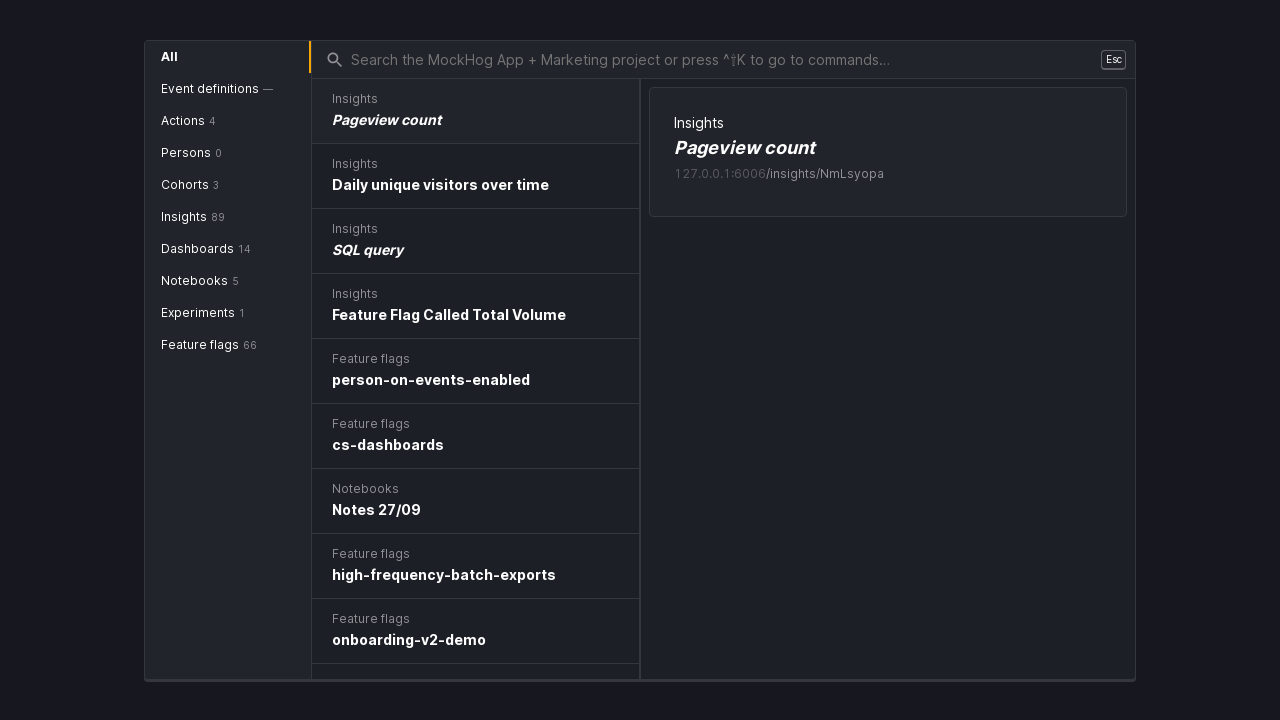 All
Event definitions —
Actions 4
Persons 0
Cohorts 3
Insights 89
Dashboards 14
Notebooks 5
Experiments 1
Feature flags 66
Search the MockHog App + Marketing project or press ^⇧K to go to commands…
Esc
Insights
Pageview count
Insights
Daily unique visitors over time
Insights
SQL query
Insights
Feature Flag Called Total Volume
Feature flags
person-on-events-enabled
Feature flags
cs-dashboards
Notebooks
Notes 27/09
Feature flags
high-frequency-batch-exports
Feature flags
onboarding-v2-demo
Insights
Pageview count
127.0.0.1:6006/insights/NmLsyopa